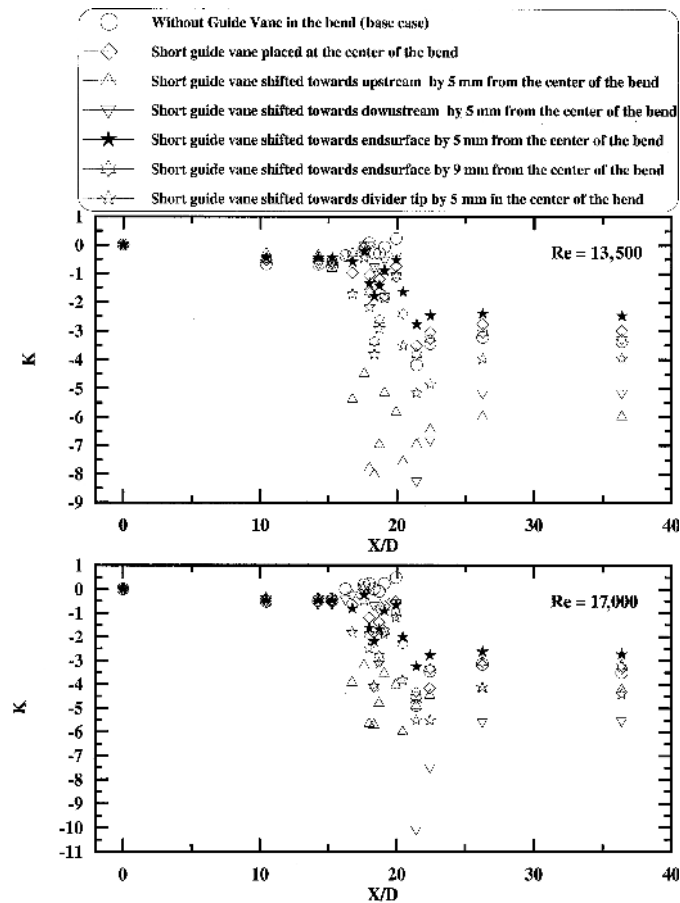 Without Guide Vane in the bend (base case)
Short guide vane placed at the center of the bend
Short guide vane shifted towards upstream by 5 mm from the center of the bend
Short guide vane shifted towards downstream by 5 mm from the center of the bend
Short guide vane shifted towards endsurface by 5 mm from the center of the bend
Short guide vane shifted towards endsurface by 9 mm from the center of the bend
Short guide vane shifted towards divider tip by 5 mm in the center of the bend
1
0
-1
-2
-3
-4
-5
-6
-7
-8
-9
K
Re = 13,500
0 10 20 30 40
X/D
1
0
-1
-2
-3
-4
-5
-6
-7
-8
-9
-10
-11
K
Re = 17,000
0 10 20 30 40
X/D